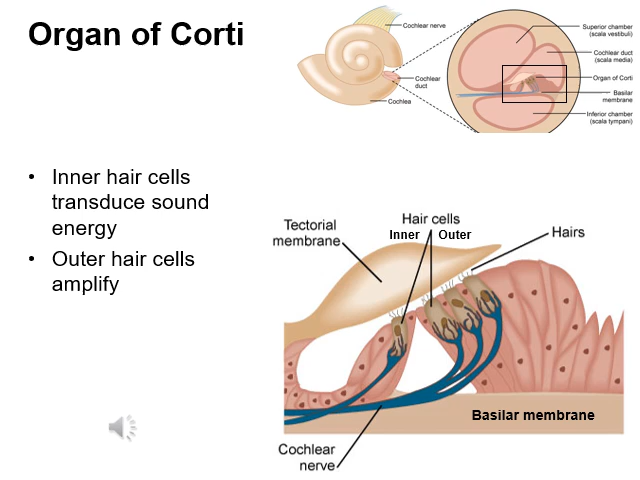 Organ of Corti
Cochlear nerve
Cochlear
duct
Cochlea
Superior chamber
(scala vestibuli)
Cochlear duct
(scala media)
Organ of Corti
Basilar
membrane
Inferior chamber
(scala tympani)
• Inner hair cells
transduce sound
energy
• Outer hair cells
amplify
Tectorial
membrane
Hair cells
Inner Outer
Hairs
Basilar membrane
Cochlear
nerve